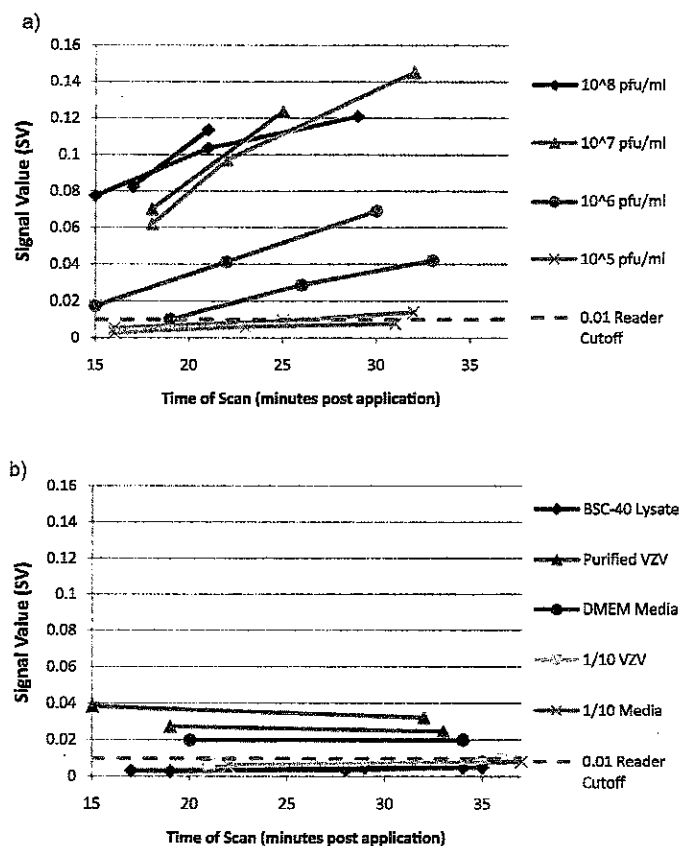 a)
0.16
0.14
0.12
0.1
0.08
0.06
0.04
0.02
0
Signal Value (SV)
15 20 25 30 35
Time of Scan (minutes post application)
10^8 pfu/ml
10^7 pfu/ml
10^6 pfu/ml
10^5 pfu/ml
0.01 Reader
Cutoff
b)
0.16
0.14
0.12
0.1
0.08
0.06
0.04
0.02
0
Signal Value (SV)
15 20 25 30 35
Time of Scan (minutes post application)
BSC-40 Lysate
Purified VZV
DMEM Media
1/10 VZV
1/10 Media
0.01 Reader
Cutoff